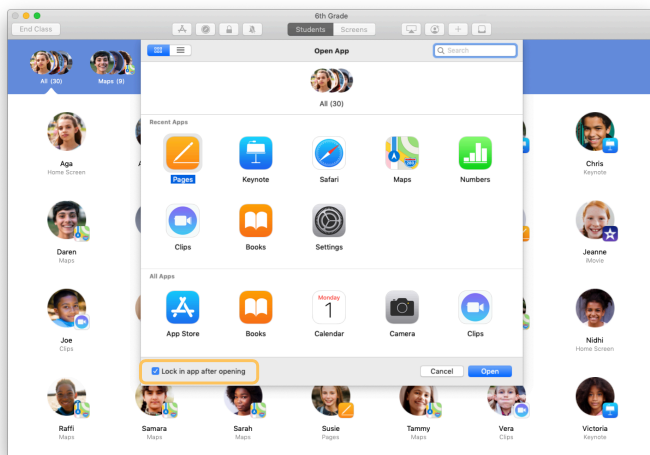 6th Grade
End Class
Students Screens
Open App
Search
All (30)
Maps (9)
All (30)
Recent Apps
Pages Keynote Safari Maps Numbers
280
Clips Books Settings
All Apps
Monday
1
App Store Books Calendar Camera Clips
Lock in app after opening
Cancel Open
Aga
Home Screen
A
Chris
Keynote
Daren
Maps
Jeanne
iMovie
Joe
Clips
Nidhi
Home Screen
Raffi Samara Sarah Susie Tammy Vera Victoria
Maps Maps Maps Pages Maps Clips Keynote